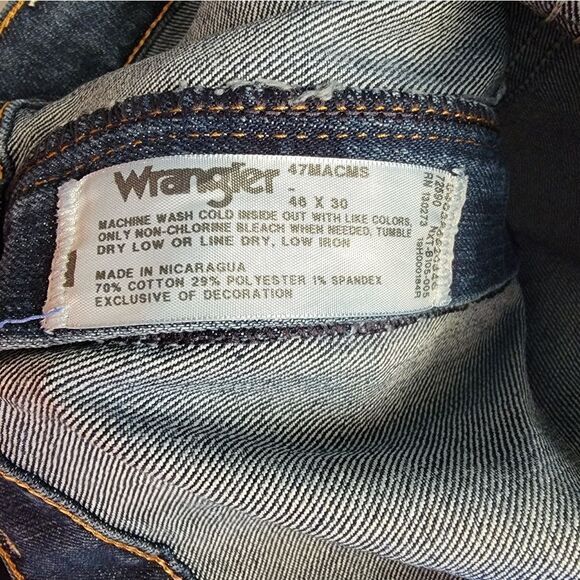 Wrangler
47MACMS
-
46 X 30
MACHINE WASH COLD INSIDE OUT WITH LIKE COLORS,
ONLY NON-CHLORINE BLEACH WHEN NEEDED, TUMBLE
DRY LOW OR LINE DRY, LOW IRON
MADE IN NICARAGUA
70% COTTON 29% POLYESTER 1% SPANDEX
EXCLUSIVE OF DECORATION
RN 130273